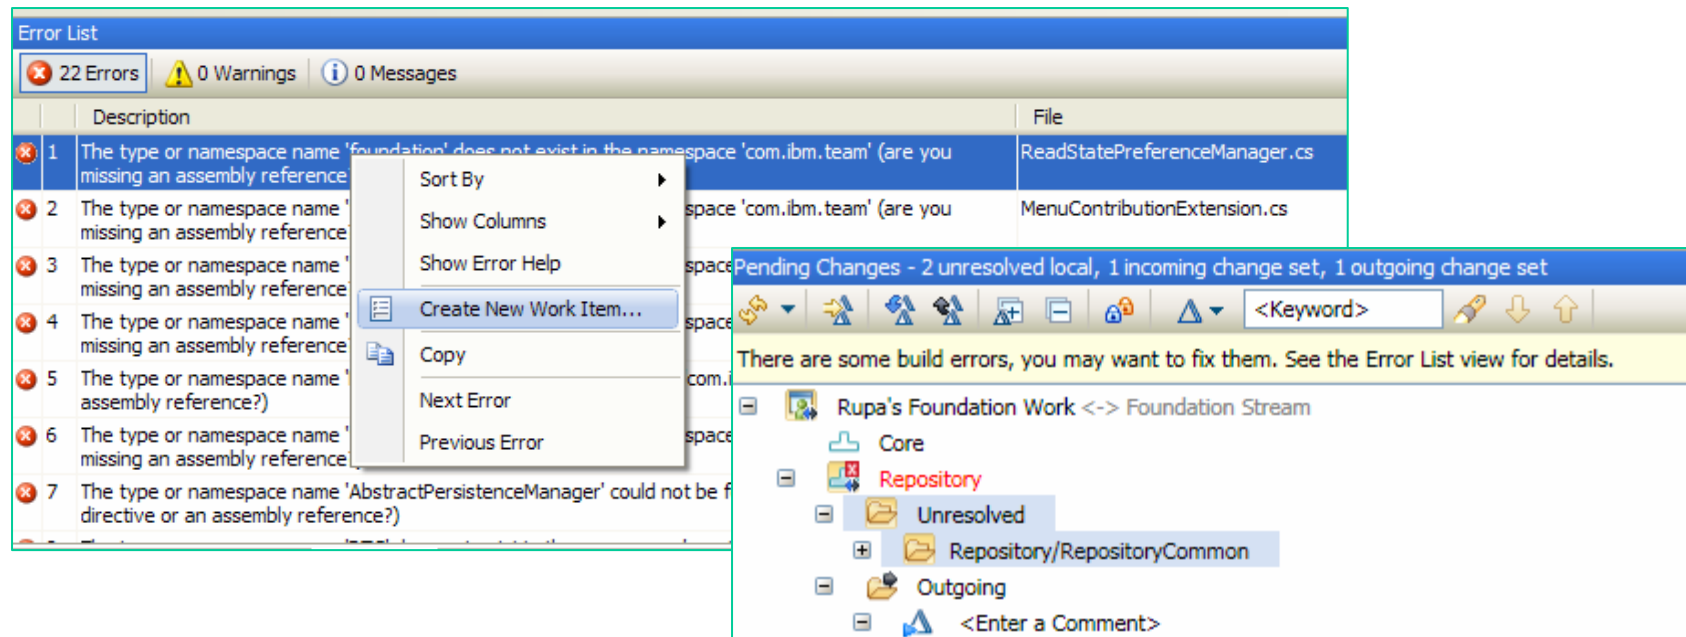 Error List
22 Errors
0 Warnings
0 Messages
Description
File
1
The type or namespace name 'foundation' does not exist in the namespace 'com.ibm.team' (are you
missing an assembly reference
ReadStatePreferenceManager.cs
2
The type or namespace name '
space 'com.ibm.team' (are you
missing an assembly reference
MenuContributionExtension.cs
3
The type or namespace name '
space
missing an assembly reference
4
The type or namespace name '
space
missing an assembly reference
5
The type or namespace name '
com.i
assembly reference?)
6
The type or namespace name '
space
missing an assembly reference
7
The type or namespace name 'AbstractPersistenceManager' could not be f
directive or an assembly reference?)
Sort By
Show Columns
Show Error Help
Create New Work Item...
Copy
Next Error
Previous Error
Pending Changes - 2 unresolved local, 1 incoming change set, 1 outgoing change set
<Keyword>
There are some build errors, you may want to fix them. See the Error List view for details.
Rupa's Foundation Work <-> Foundation Stream
Core
Repository
Unresolved
Repository/RepositoryCommon
Outgoing
<Enter a Comment>